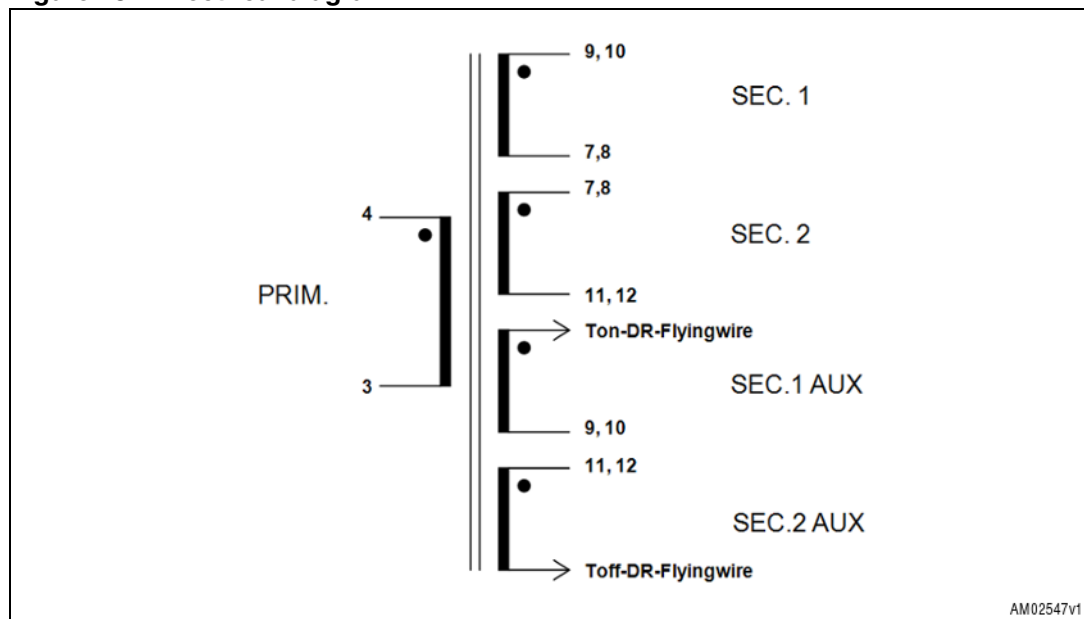 9, 10
SEC. 1
7,8
7,8
4
SEC. 2
PRIM.
11, 12
Ton-DR-Flyingwire
3
SEC.1 AUX
9, 10
11, 12
SEC.2 AUX
Toff-DR-Flyingwire
AM02547v1